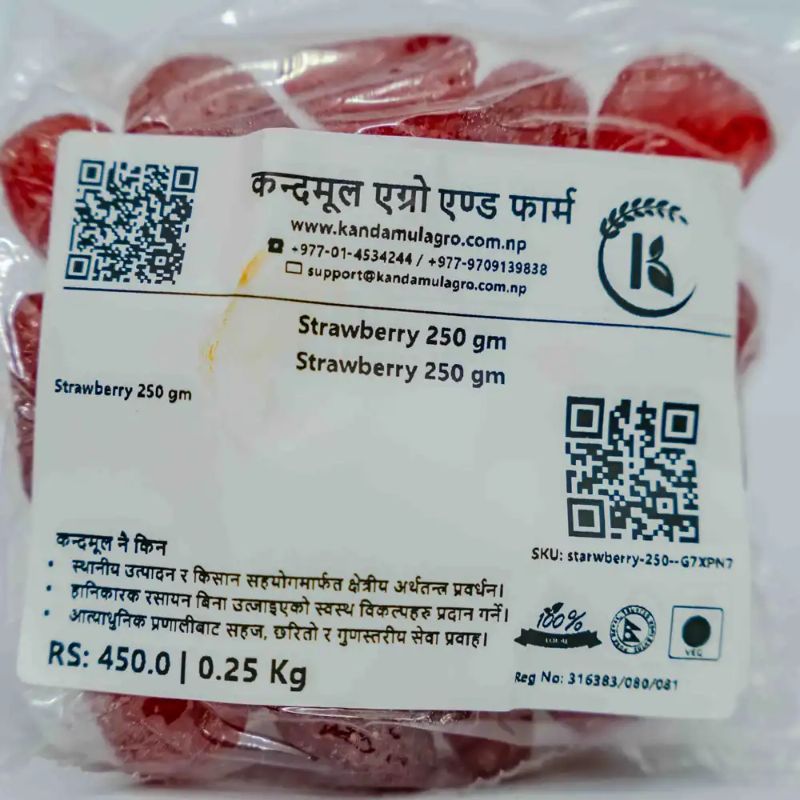 कन्दमूल एग्रो एण्ड फार्म
www.kandamulagro.com.np
+977-01-4534244 / +977-9709139838
support@kandamulagro.com.np
K
Strawberry 250 gm
Strawberry 250 gm
Strawberry 250 gm
SKU: starwberry-250--G7XPN7
कन्दमूल नै किन
• स्थानीय उत्पादन र किसान सहयोगमार्फत क्षेत्रीय अर्थतन्त्र प्रवर्धन।
• हानिकारक रसायन बिना उत्जाइएको स्वस्थ विकल्पहरु प्रदान गर्ने।
• आत्याधुनिक प्रणालीबाट सहज, छरितो र गुणस्तरीय सेवा प्रवाह।
RS: 450.0 | 0.25 Kg
100%
VEG
Reg No: 316383/080/081